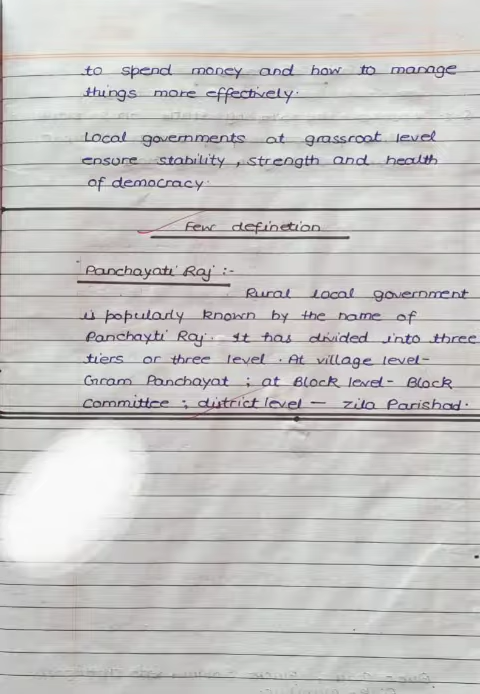 to spend money and how to manage
things more effectively.
Local governments at grassroot level
ensure stability, strength and health
of democracy.
Few definetion
Panchayati Raj :-
Rural local government
is popularly known by the name of
Panchayti Raj. It has divided into three
tiers or three level. At village level-
Gram Panchayat ; at Block level- Block
Committee ; district level — Zila Parishad.